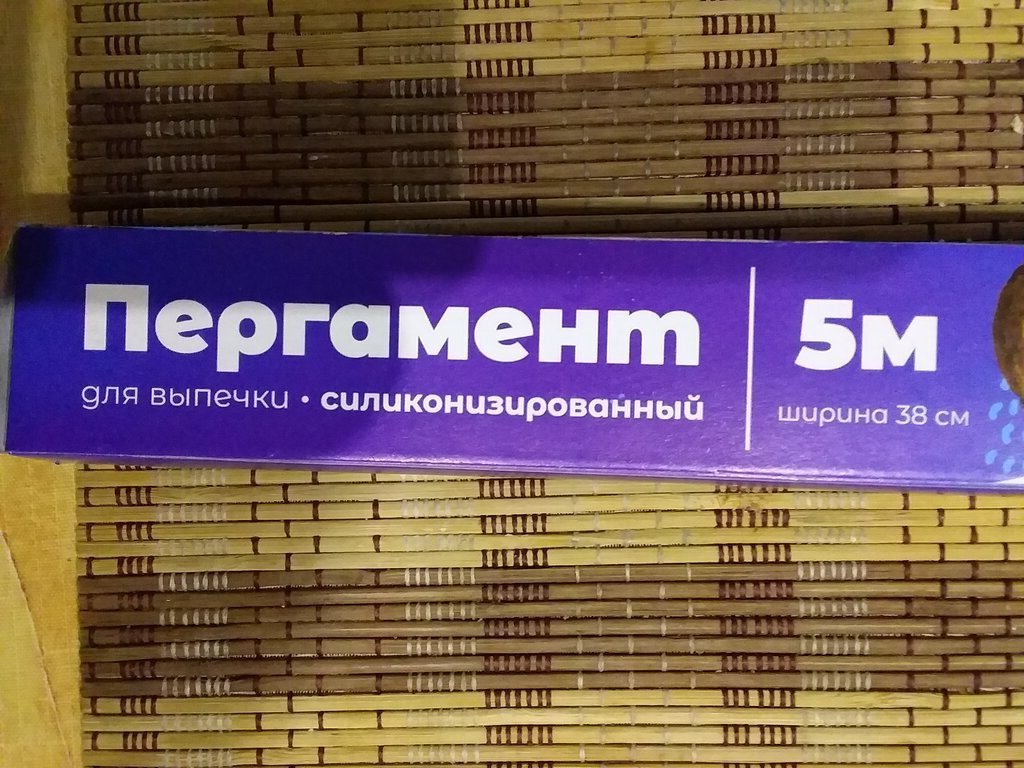 Пергамент
для выпечки • силиконизированный
5м
ширина 38 см